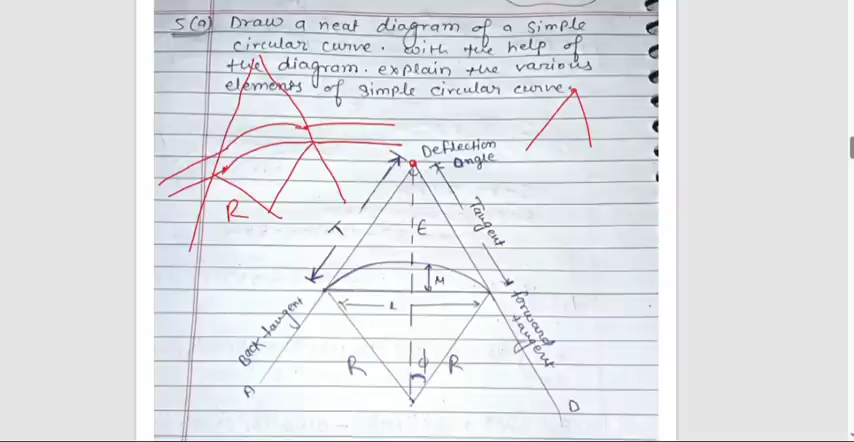 5(a) Draw a neat diagram of a simple
circular curve. with the help of
the diagram. explain the various
elements of simple circular curve.
Deflection
angle
R
T
E
Tangent
M
L
Back tangent
forward
tangent
R
ϕ
R
A
D